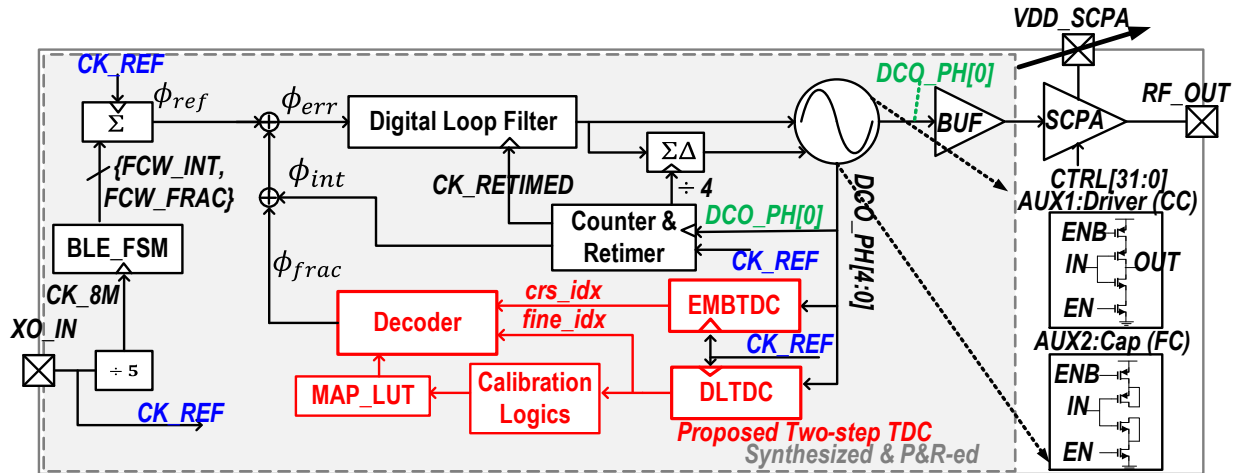 VDD_SCPA
CK_REF
DCO_PH[0]
RF_OUT
ϕref
ϕerr
Σ
Digital Loop Filter
BUF
SCPA
{FCW_INT,
FCW_FRAC}
ΣΔ
CK_RETIMED
÷ 4
CTRL[31:0]
ϕint
AUX1:Driver (CC)
BLE_FSM
Counter &
Retimer
DCO_PH[0]
DCO_PH[4:0]
ENB
IN
OUT
EN
CK_REF
ϕfrac
CK_8M
XO_IN
crs_idx
EMBTDC
Decoder
fine_idx
CK_REF
AUX2:Cap (FC)
÷ 5
MAP_LUT
Calibration
Logics
DLTDC
ENB
IN
EN
CK_REF
Proposed Two-step TDC
Synthesized & P&R-ed